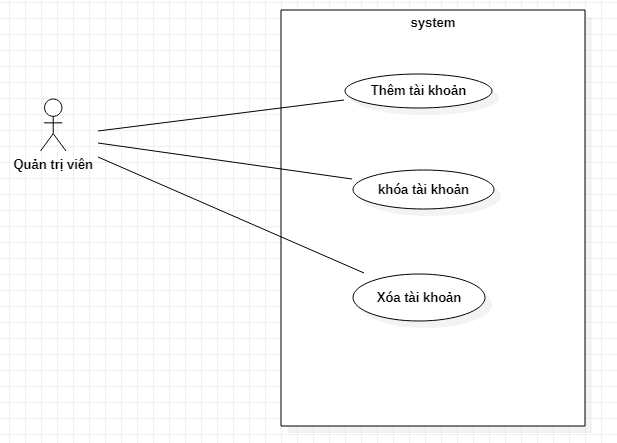 system
Thêm tài khoản
Quản trị viên
khóa tài khoản
Xóa tài khoản